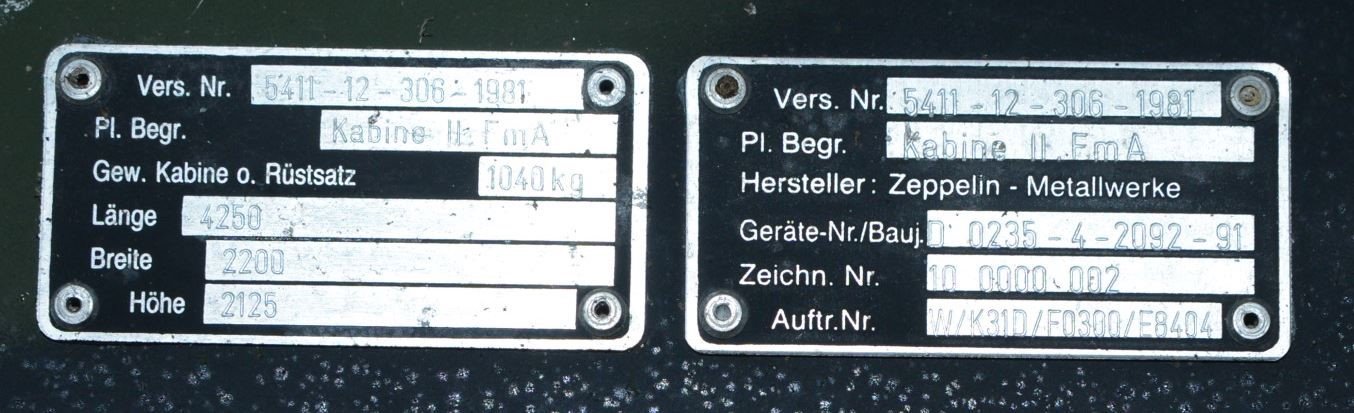 Vers. Nr. 5411-12-306-1981
Pl. Begr. Kabine II FmA
Gew. Kabine o. Rüstsatz 1040kg
Länge 4250
Breite 2200
Höhe 2125
Vers. Nr. 5411-12-306-1981
Pl. Begr. Kabine II FmA
Hersteller: Zeppelin - Metallwerke
Geräte-Nr./Bauj. D 0235-4-2092-91
Zeichn. Nr. 10 0000 002
Auftr.Nr. W/K31D/F0300/E8404